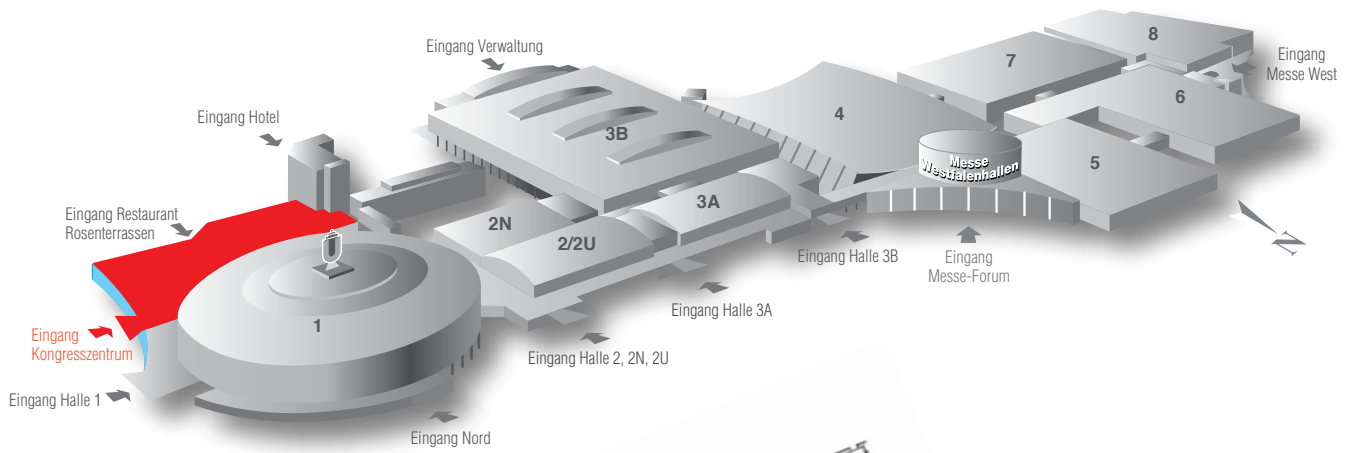 8
Eingang Verwaltung
7
Eingang
Messe West
6
4
Eingang Hotel
3B
Messe
Westfalenhallen
5
3A
Eingang Restaurant
Rosenterrassen
2N
2/2U
N
Eingang Halle 3B
Eingang
Messe-Forum
Eingang Halle 3A
1
Eingang
Kongresszentrum
Eingang Halle 2, 2N, 2U
Eingang Halle 1
Eingang Nord